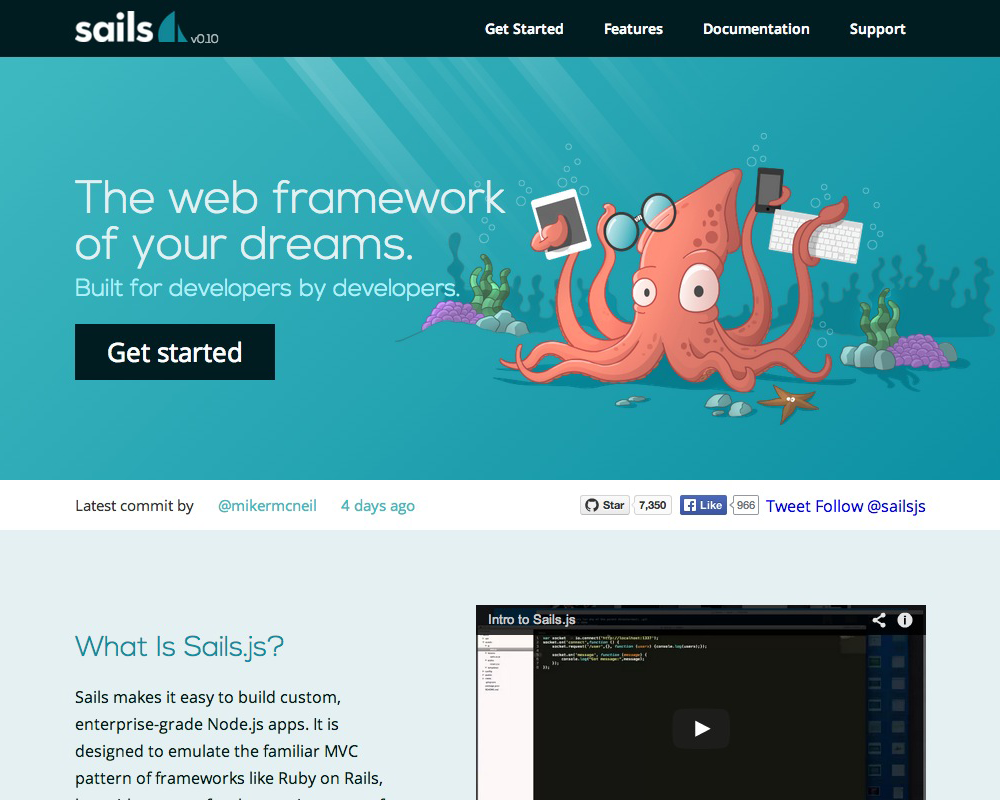 sails v0.10
Get Started Features Documentation Support
The web framework
of your dreams.
Built for developers by developers.
Get started
Latest commit by @mikermcneil 4 days ago
Star 7,350 Like 966 Tweet Follow @sailsjs
What Is Sails.js?
Sails makes it easy to build custom,
enterprise-grade Node.js apps. It is
designed to emulate the familiar MVC
pattern of frameworks like Ruby on Rails,
Intro to Sails.js